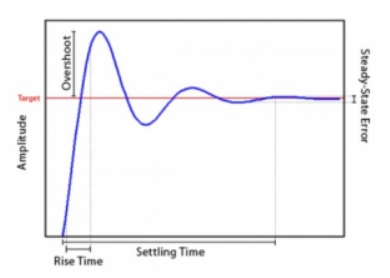 Overshoot
Target
Amplitude
Steady-State
Error
Settling Time
Rise Time